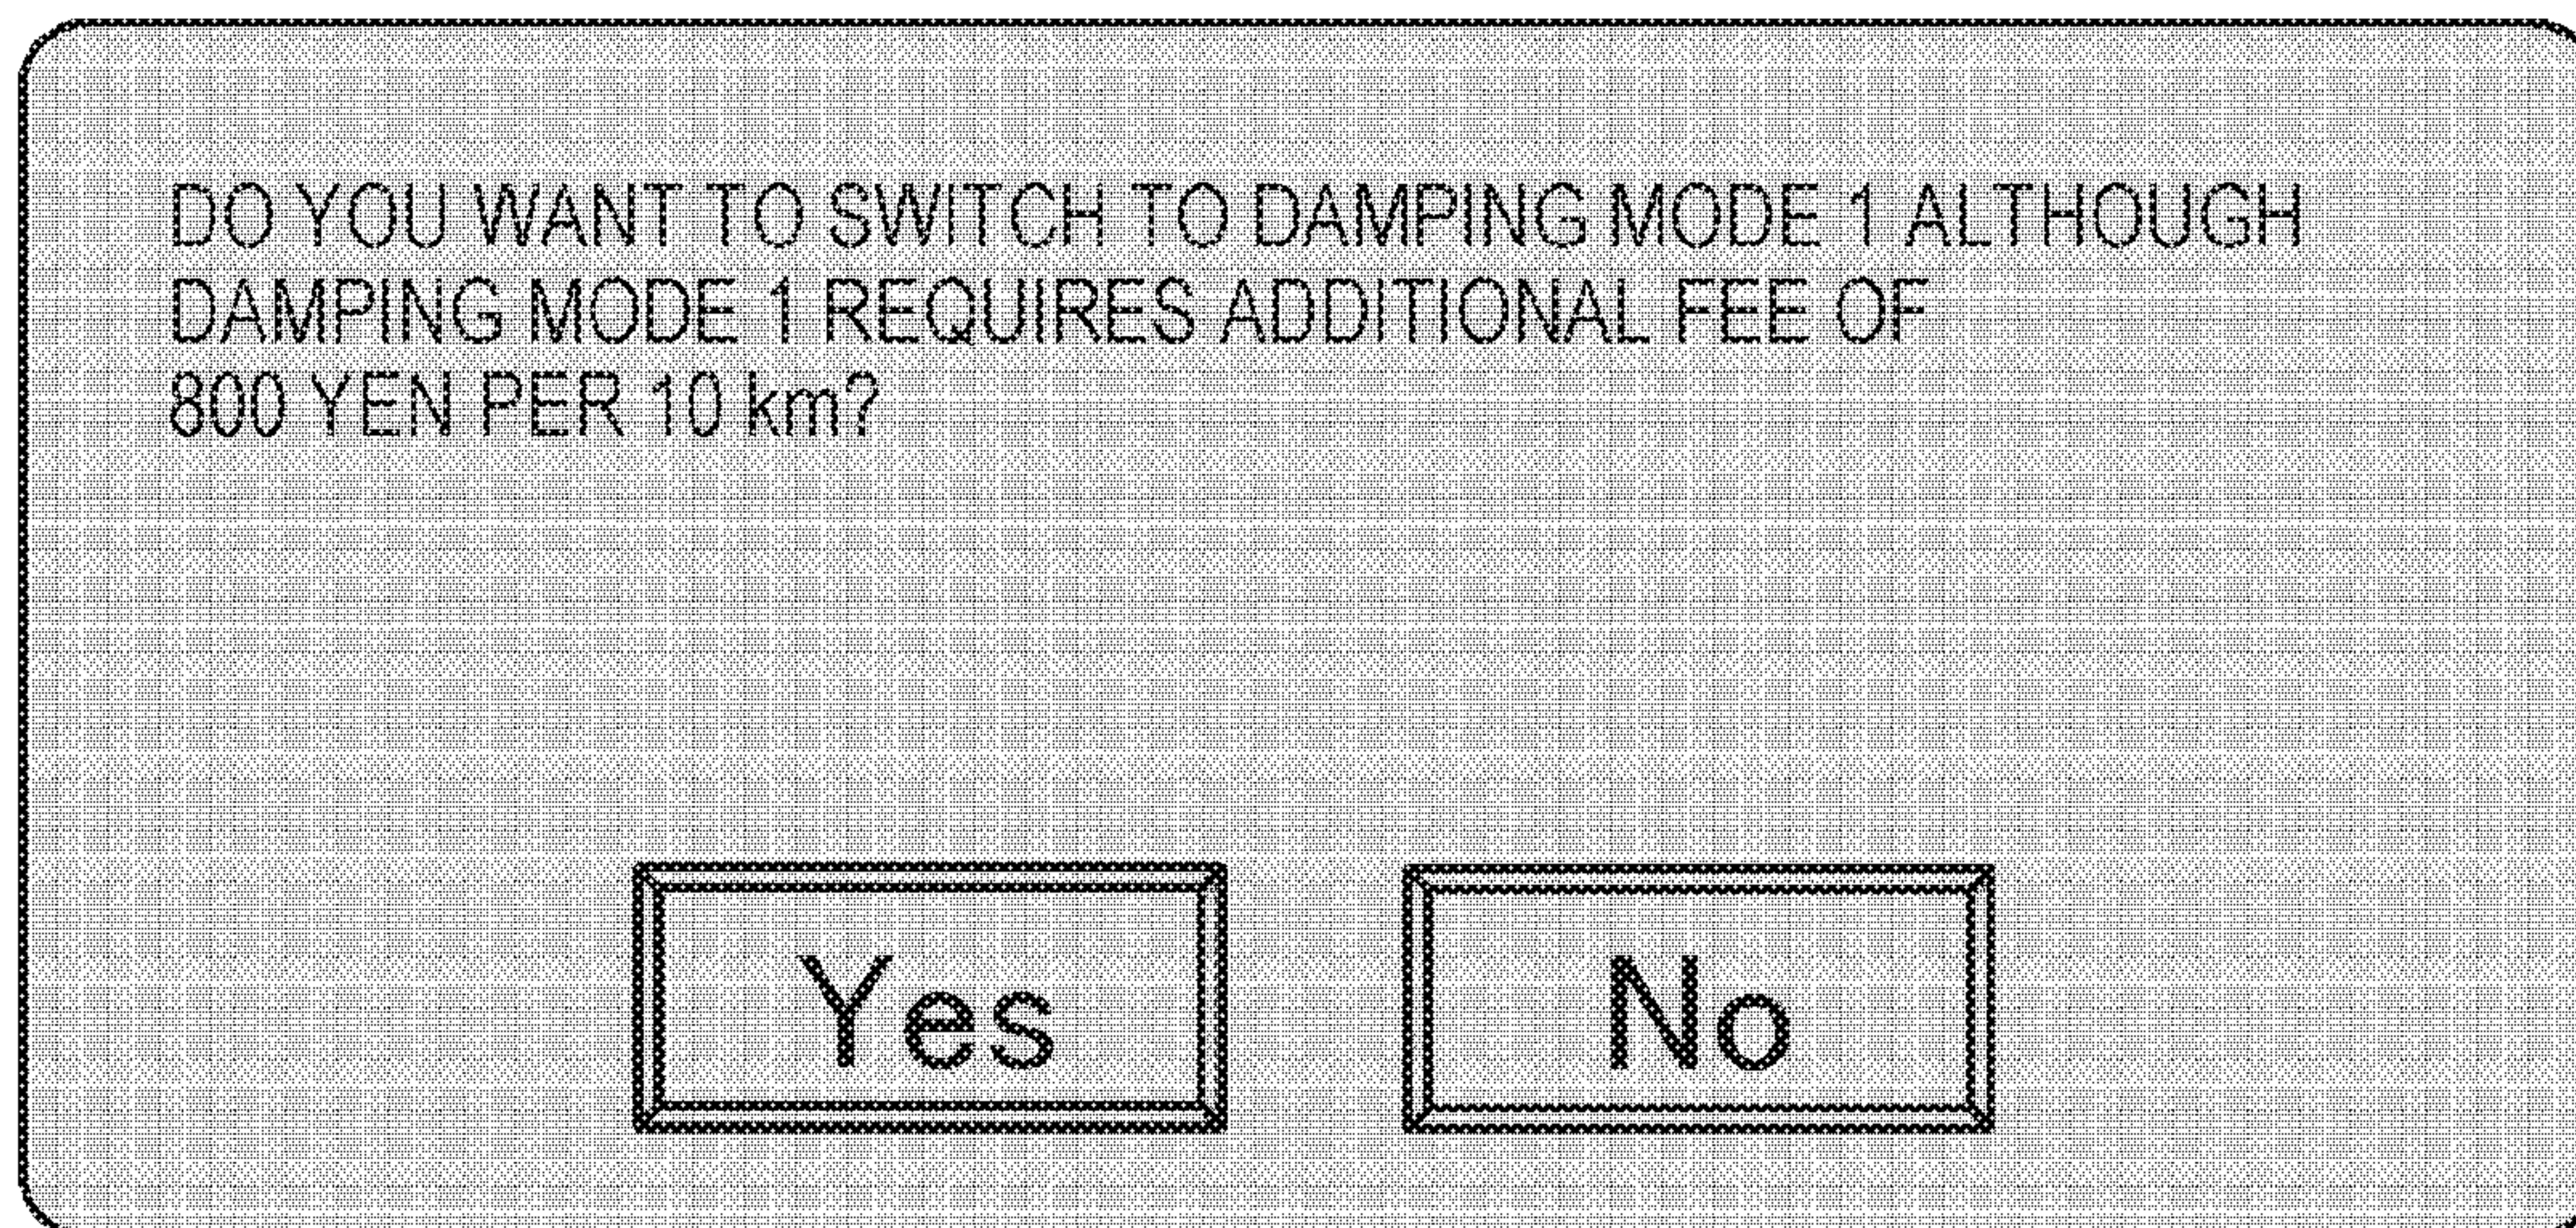 DO YOU WANT TO SWITCH TO DAMPING MODE 1 ALTHOUGH
DAMPING MODE 1 REQUIRES ADDITIONAL FEE OF
800 YEN PER 10 km?
Yes No